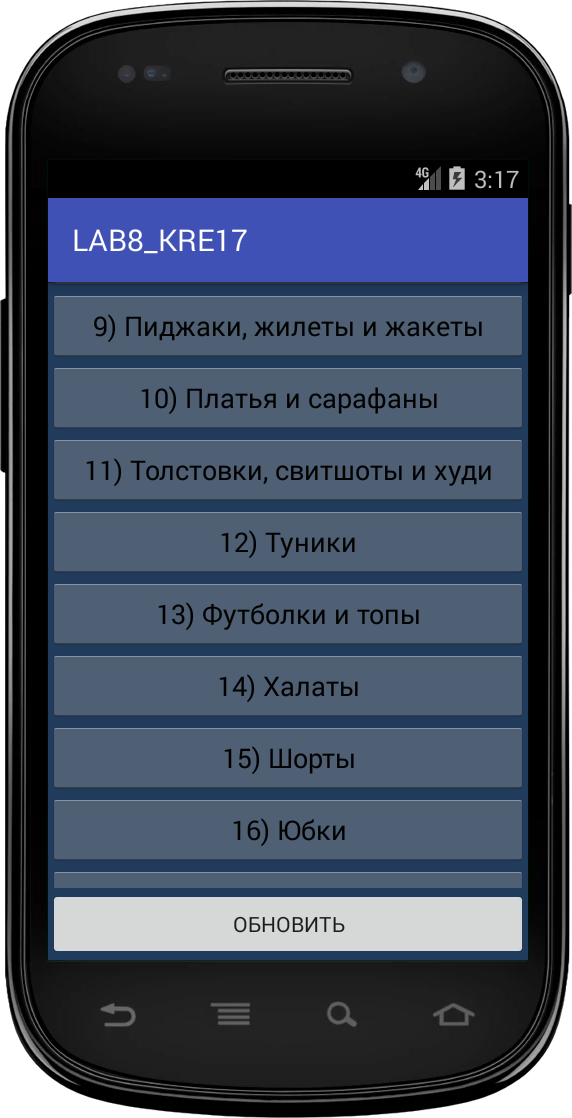 4G 3:17
LAB8_KRE17
9) Пиджаки, жилеты и жакеты
10) Платья и сарафаны
11) Толстовки, свитшоты и худи
12) Туники
13) Футболки и топы
14) Халаты
15) Шорты
16) Юбки
ОБНОВИТЬ